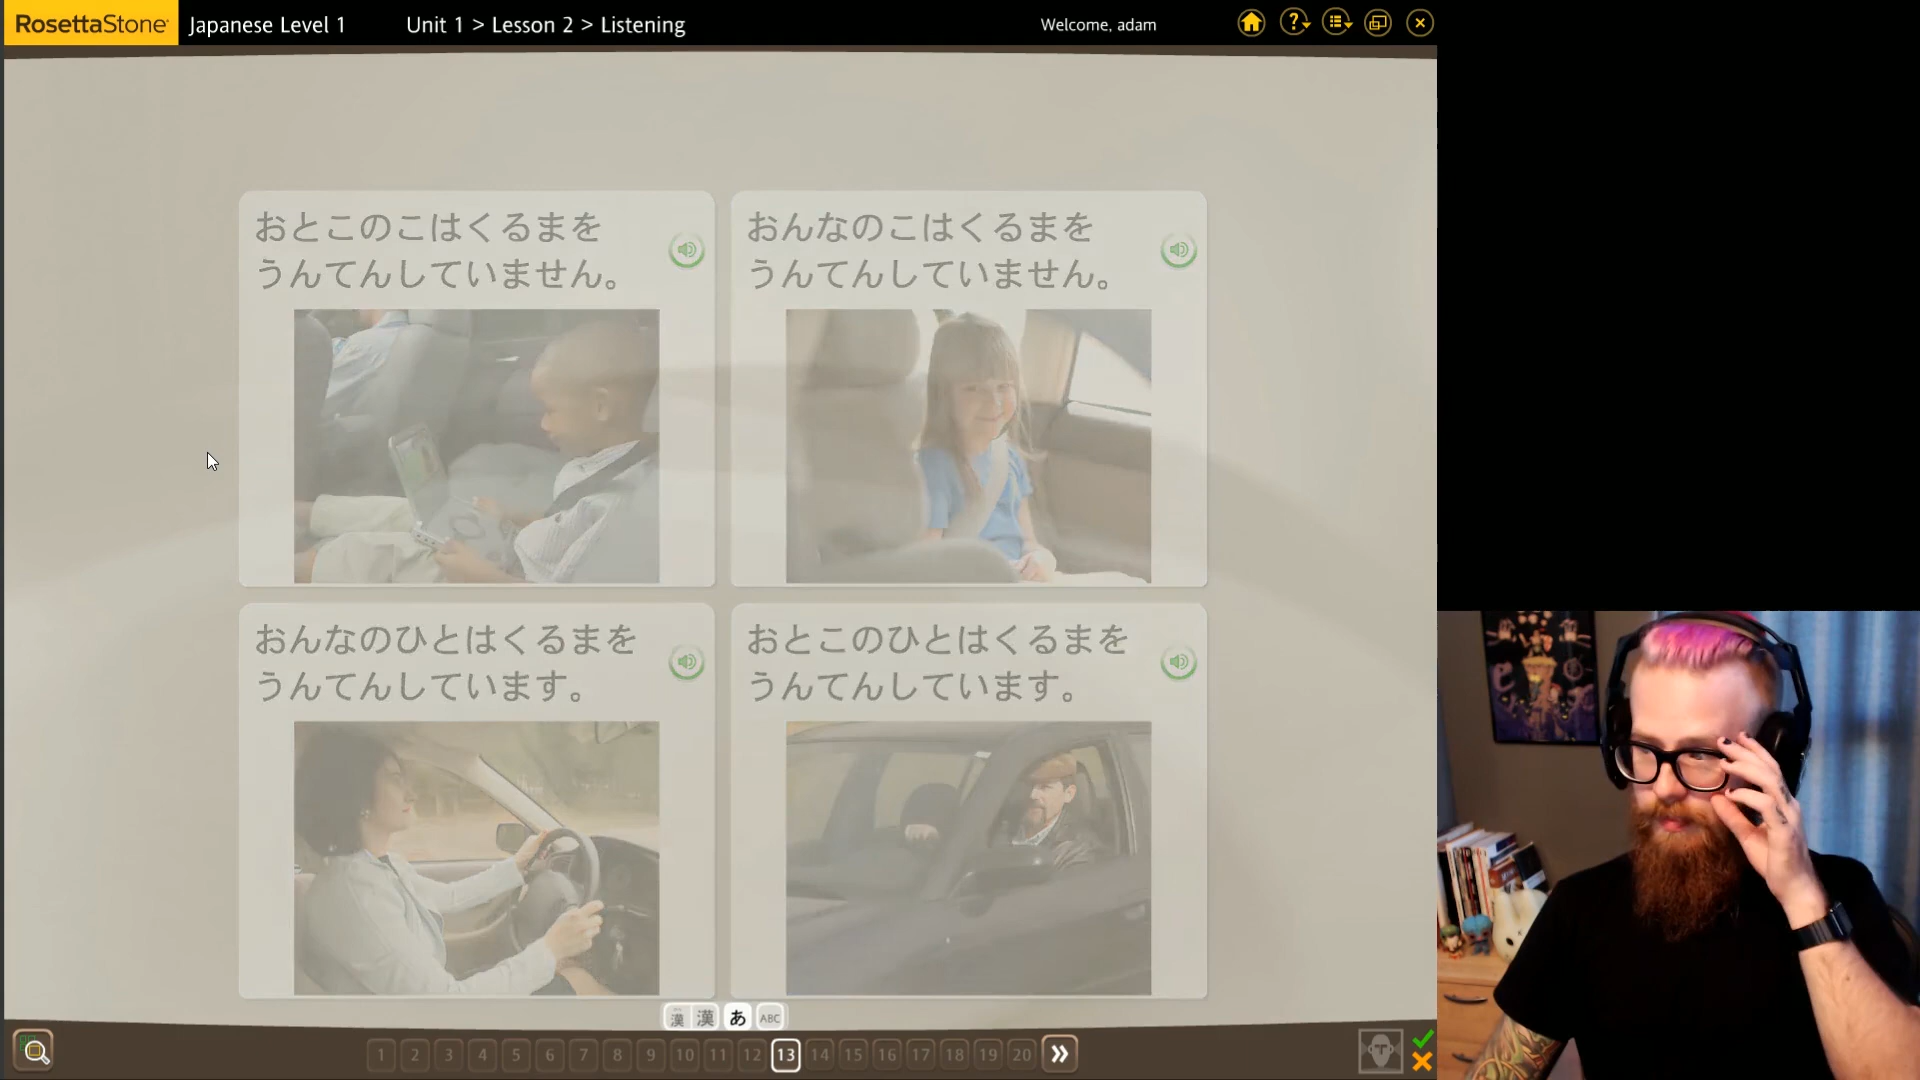 RosettaStone
Japanese Level 1
Unit 1 > Lesson 2 > Listening
Welcome, adam
おとこのこはくるまを
うんてんしていません。
おんなのこはくるまを
うんてんしていません。
おんなのひとはくるまを
うんてんしています。
おとこのひとはくるまを
うんてんしています。
漢 漢 あ ABC
1 2 3 4 5 6 7 8 9 10 11 12 13 14 15 16 17 18 19 20